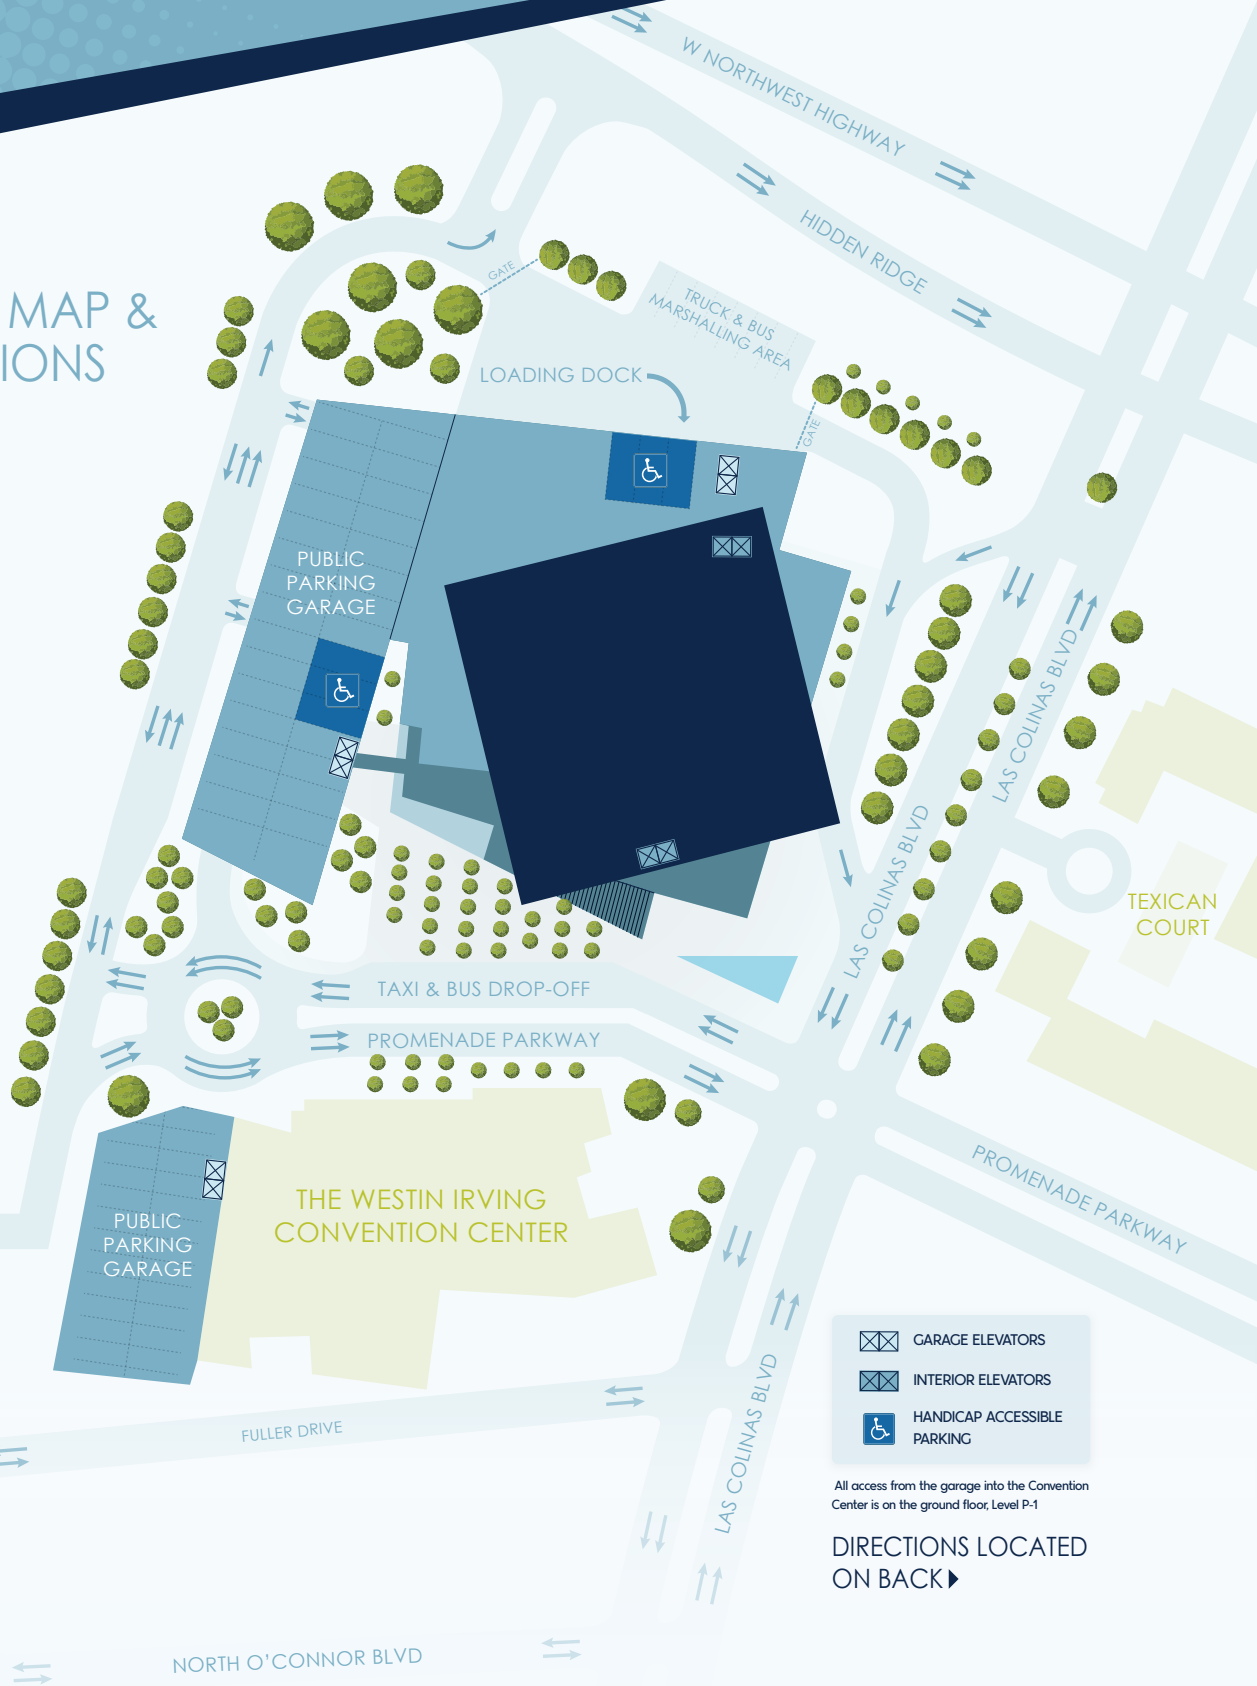 W NORTHWEST HIGHWAY
HIDDEN RIDGE
MAP &
IONS
GATE
TRUCK & BUS
MARSHALLING AREA
LOADING DOCK
GATE
PUBLIC
PARKING
GARAGE
LAS COLINAS BLVD
LAS COLINAS BLVD
TEXICAN
COURT
TAXI & BUS DROP-OFF
PROMENADE PARKWAY
PROMENADE PARKWAY
THE WESTIN IRVING
CONVENTION CENTER
PUBLIC
PARKING
GARAGE
LAS COLINAS BLVD
FULLER DRIVE
NORTH O'CONNOR BLVD
GARAGE ELEVATORS
INTERIOR ELEVATORS
HANDICAP ACCESSIBLE
PARKING
All access from the garage into the Convention
Center is on the ground floor, Level P-1
DIRECTIONS LOCATED
ON BACK